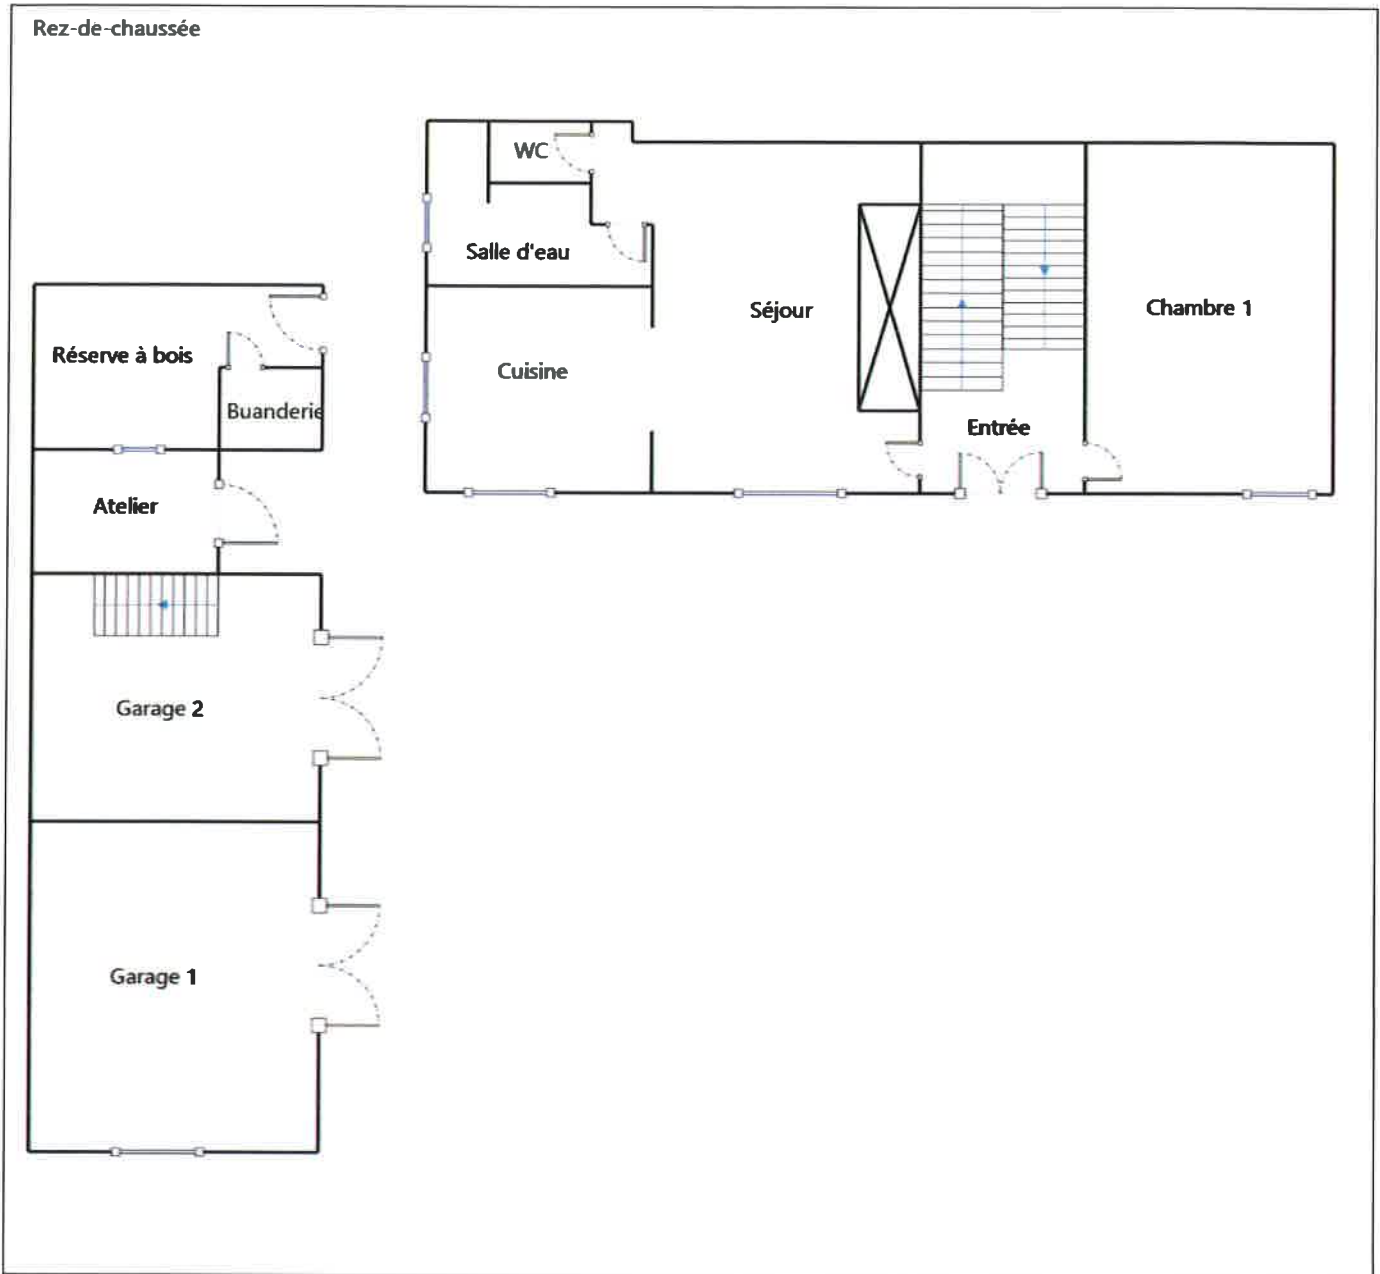 Rez-de-chaussée
WC
Salle d'eau
Séjour
Chambre 1
Réserve à bois
Cuisine
Buanderie
Entrée
Atelier
Garage 2
Garage 1